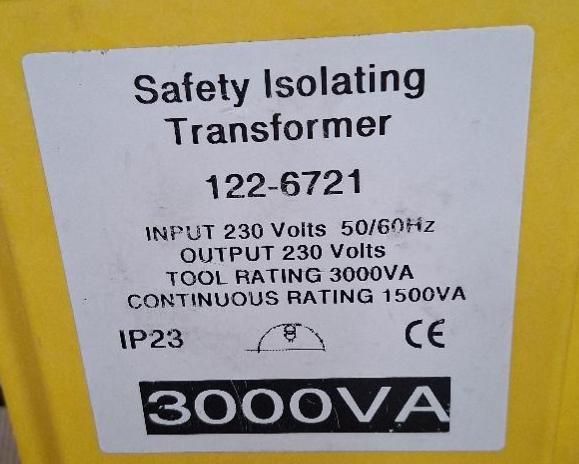 Safety Isolating
Transformer
122-6721
INPUT 230 Volts 50/60Hz
OUTPUT 230 Volts
TOOL RATING 3000VA
CONTINUOUS RATING 1500VA
IP23 CE
3000VA